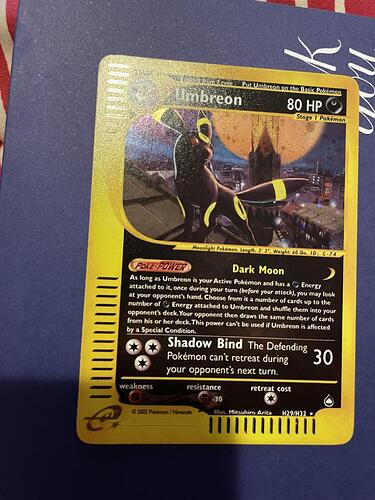 Put Umbreon on the Basic Pokémon
Umbreon 80 HP
Stage 1 Pokémon
Moonlight Pokémon. Length: 3' 3", Weight: 60 lbs. 10: C-74
POKé-POWER Dark Moon
As long as Umbreon is your Active Pokémon and has a Energy
attached to it, once during your turn (before your attack), you may look
at your opponent's hand. Choose from it a number of cards up to the
number of Energy attached to Umbreon and shuffle them into your
opponent's deck. Your opponent then draws the same number of cards
from his or her deck. This power can't be used if Umbreon is affected
by a Special Condition.
Shadow Bind The Defending
Pokémon can't retreat during
your opponent's next turn.
30
weakness resistance retreat cost
-30
e
© 2002 Pokémon / Nintendo Illus. Mitsuhiro Arita H29/H32
you